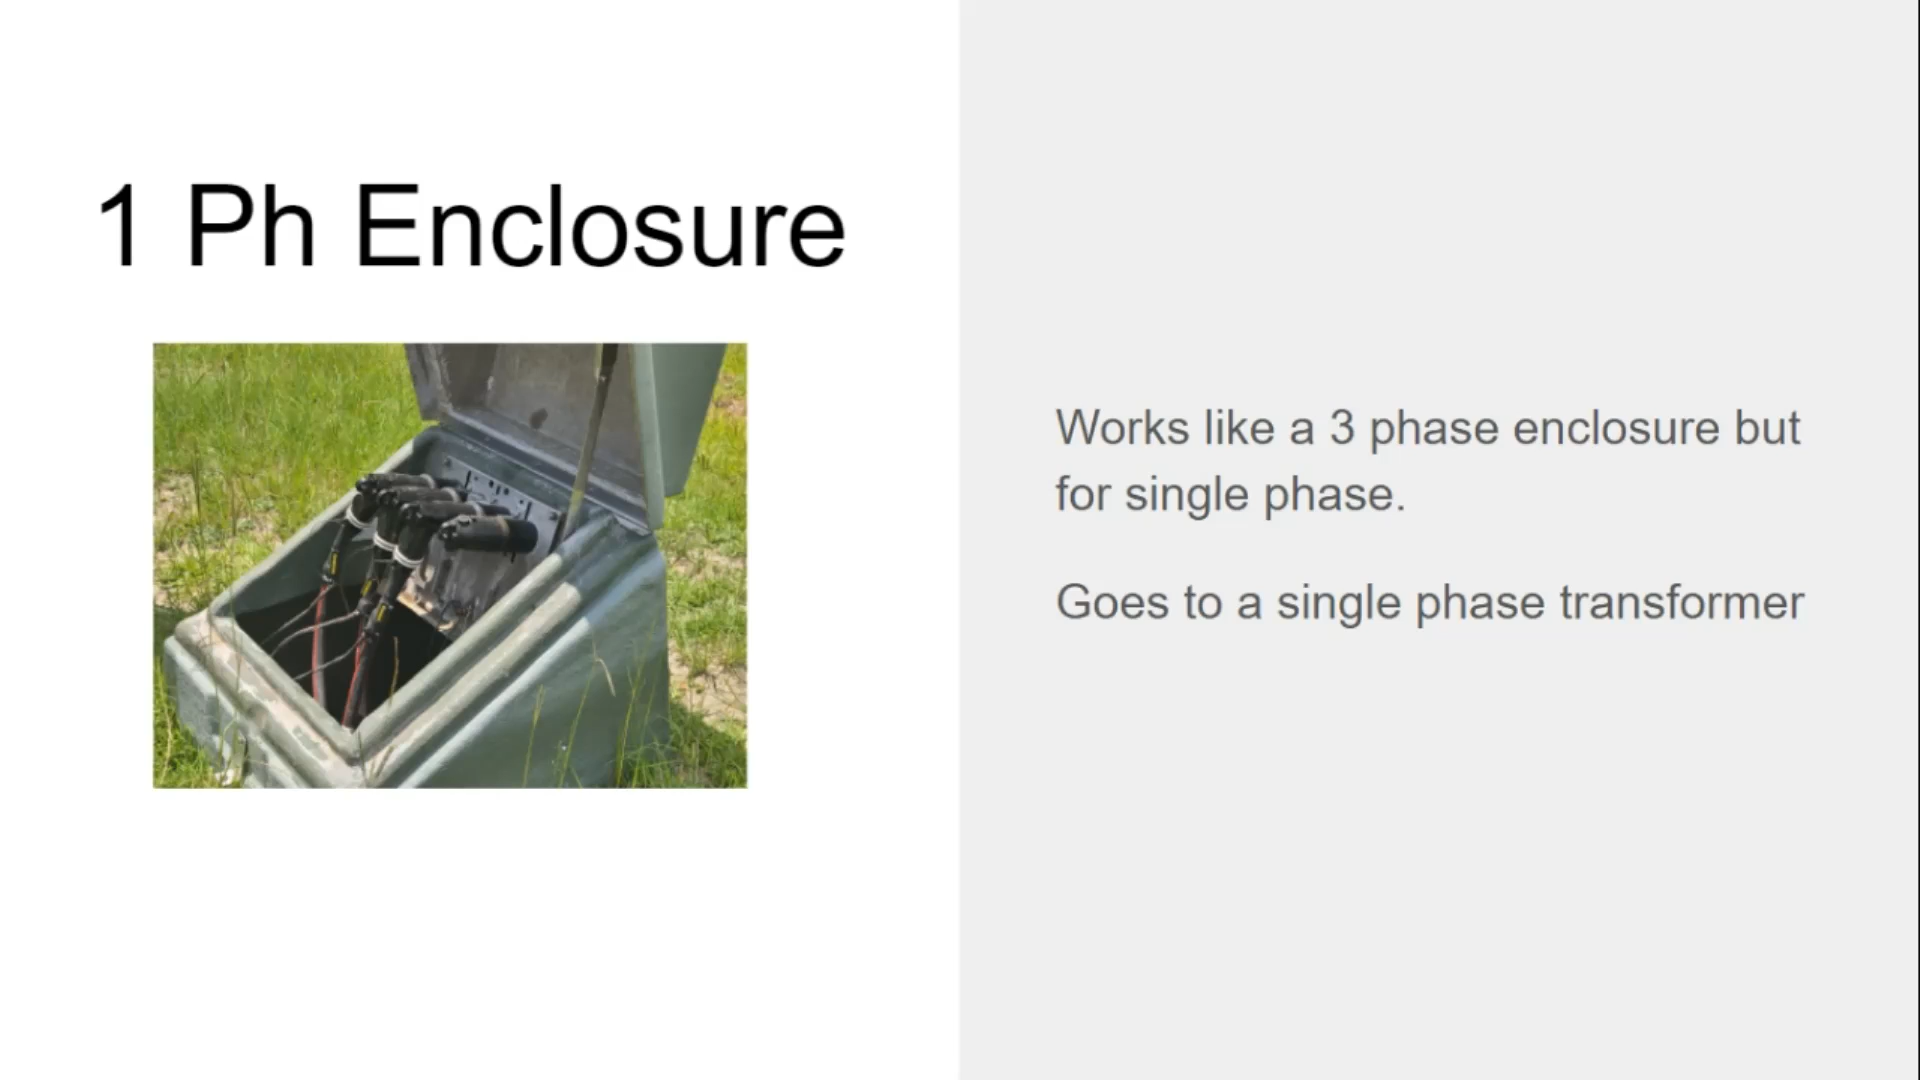 1 Ph Enclosure
Works like a 3 phase enclosure but
for single phase.
Goes to a single phase transformer